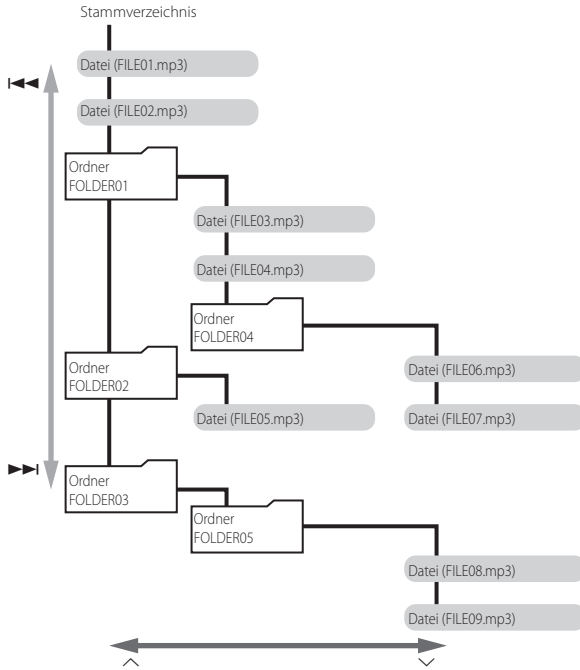 Stammverzeichnis
Datei (FILE01.mp3)
Datei (FILE02.mp3)
Ordner
FOLDER01
Datei (FILE03.mp3)
Datei (FILE04.mp3)
Ordner
FOLDER04
Datei (FILE06.mp3)
Datei (FILE07.mp3)
Ordner
FOLDER02
Datei (FILE05.mp3)
Ordner
FOLDER03
Ordner
FOLDER05
Datei (FILE08.mp3)
Datei (FILE09.mp3)